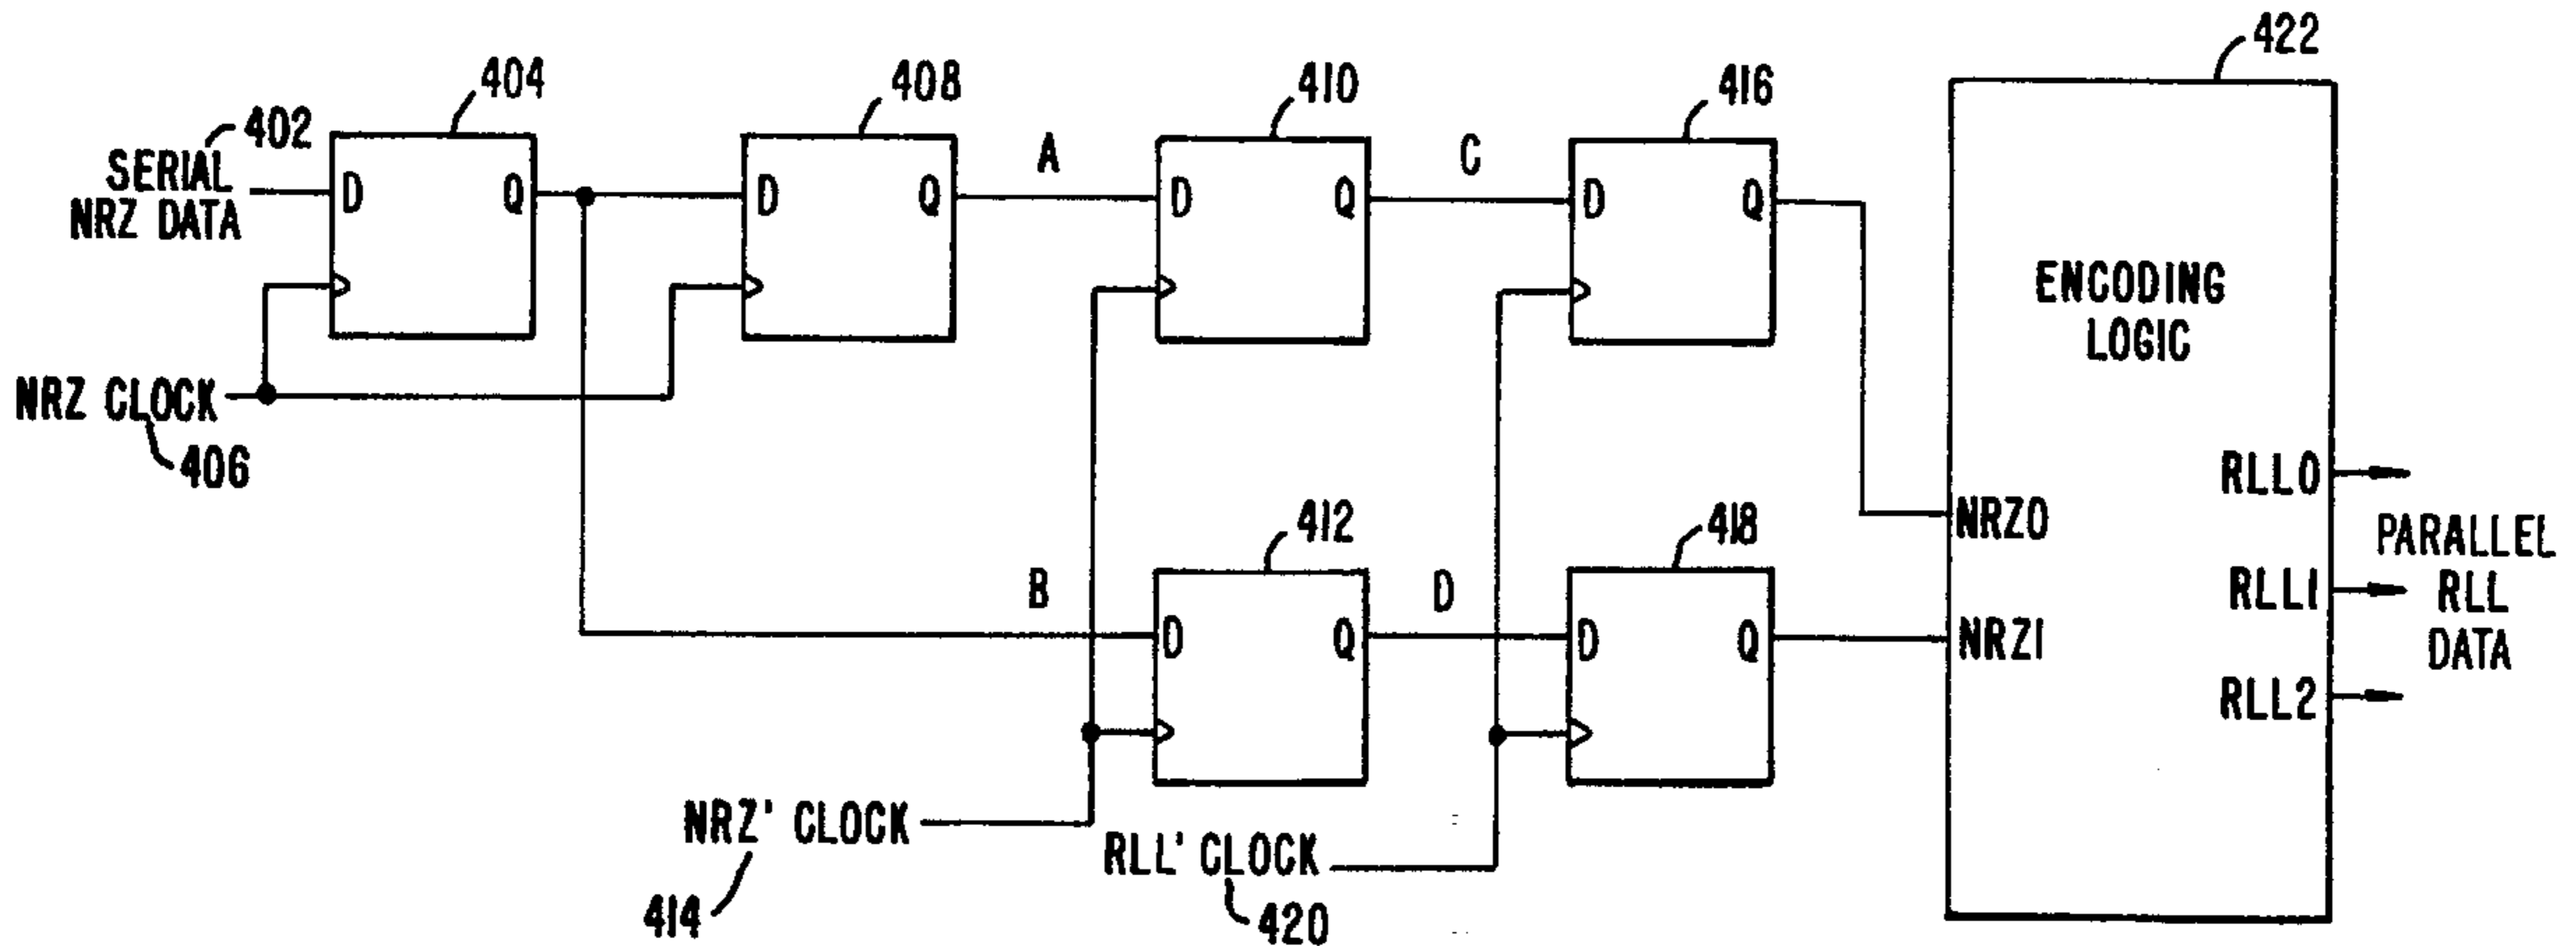 422
404
408
410
416
402
SERIAL
NRZ DATA
D Q
D Q
A
D Q
C
D Q
ENCODING
LOGIC
NRZ CLOCK
406
RLL0
NRZ0
PARALLEL
RLL
DATA
412
418
B
D Q
D
D Q
NRZ1
RLL1
RLL2
NRZ' CLOCK
414
RLL' CLOCK
420